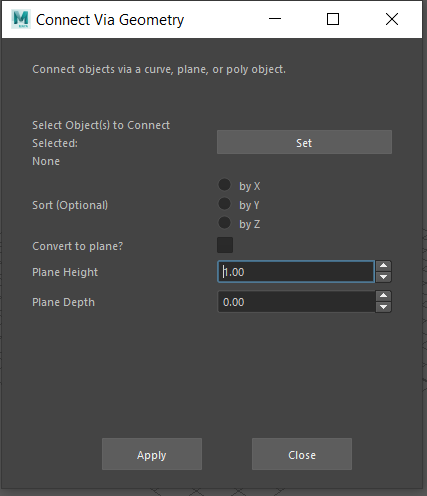 Connect Via Geometry
Connect objects via a curve, plane, or poly object.
Select Object(s) to Connect
Selected:
Set
None
by X
Sort (Optional)
by Y
by Z
Convert to plane?
Plane Height
1.00
Plane Depth
0.00
Apply
Close